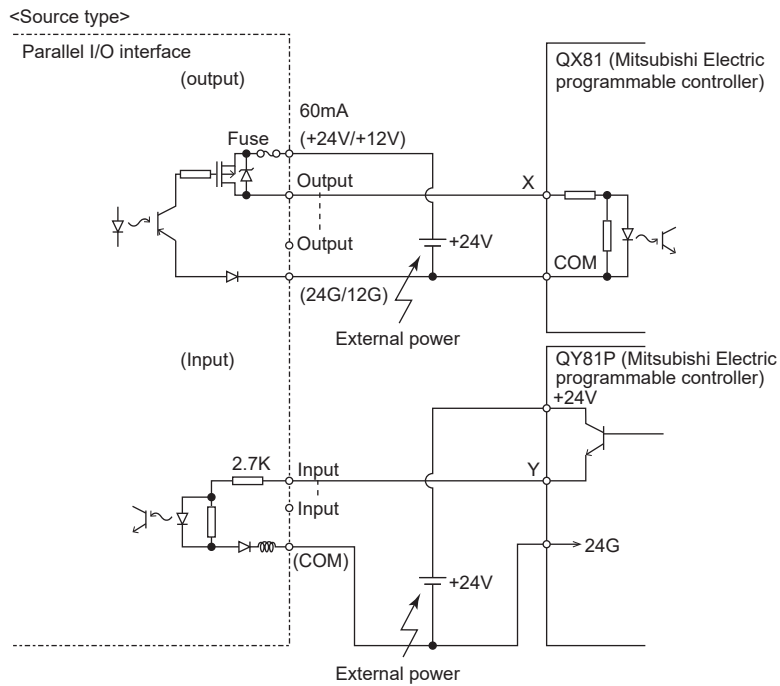 <Source type>
Parallel I/O interface
(output)
60mA
(+24V/+12V)
Fuse
Output
Output
(24G/12G)
+24V
External power
QX81 (Mitsubishi Electric
programmable controller)
X
COM
(Input)
QY81P (Mitsubishi Electric
programmable controller)
+24V
2.7K
Input
Input
(COM)
Y
24G
+24V
External power